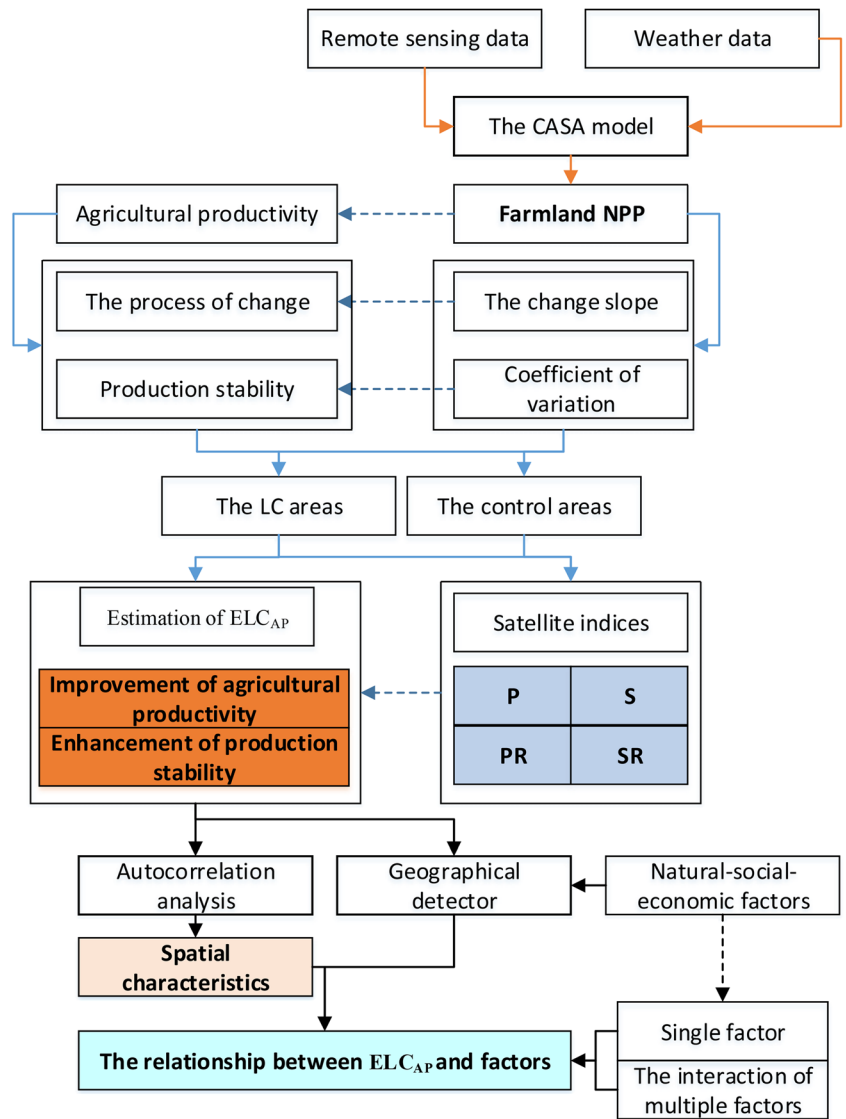 Remote sensing data
Weather data
The CASA model
Agricultural productivity
Farmland NPP
The process of change
The change slope
Production stability
Coefficient of
variation
The LC areas
The control areas
Estimation of ELCAP
Satellite indices
Improvement of agricultural
productivity
Enhancement of production
stability
P
S
PR
SR
Autocorrelation
analysis
Geographical
detector
Natural-social-
economic factors
Spatial
characteristics
Single factor
The interaction of
multiple factors
The relationship between ELCAP and factors